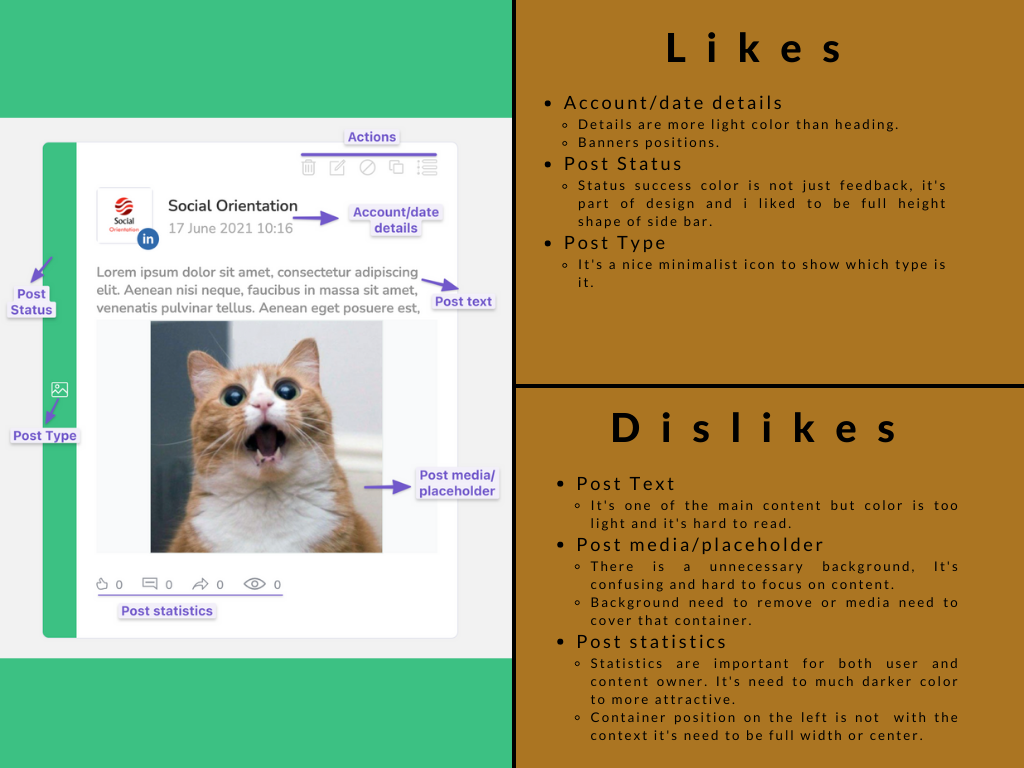 Actions
Social
Orientation
in
Social Orientation
17 June 2021 10:16
Account/date
details
Lorem ipsum dolor sit amet, consectetur adipiscing
elit. Aenean nisi neque, faucibus in massa sit amet,
venenatis pulvinar tellus. Aenean eget posuere est,
Post
Status
Post text
Post Type
Post media/
placeholder
0 0 0 0
Post statistics
Likes
Account/date details
Details are more light color than heading.
Banners positions.
Post Status
Status success color is not just feedback, it's
part of design and i liked to be full height
shape of side bar.
Post Type
It's a nice minimalist icon to show which type is
it.
Dislikes
Post Text
It's one of the main content but color is too
light and it's hard to read.
Post media/placeholder
There is a unnecessary background, It's
confusing and hard to focus on content.
Background need to remove or media need to
cover that container.
Post statistics
Statistics are important for both user and
content owner. It's need to much darker color
to more attractive.
Container position on the left is not with the
context it's need to be full width or center.